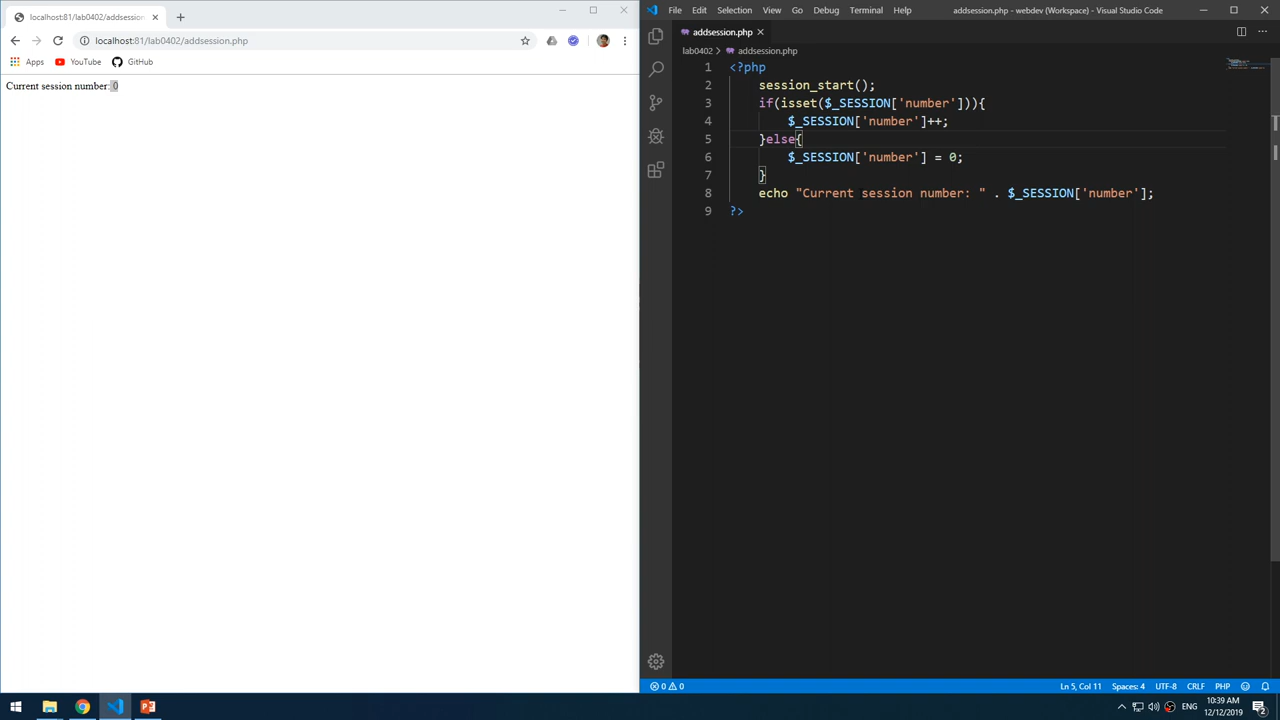 localhost:81/lab0402/addsession
localhost:81/lab0402/addsession.php
Apps YouTube GitHub
Current session number: 0
File Edit Selection View Go Debug Terminal Help addsession.php - webdev (Workspace) - Visual Studio Code
addsession.php
lab0402 > addsession.php
1 <?php
2 session_start();
3 if(isset($_SESSION['number'])){
4 $_SESSION['number']++;
5 }else{
6 $_SESSION['number'] = 0;
7 }
8 echo "Current session number: " . $_SESSION['number'];
9 ?>
0 0 Ln 5, Col 11 Spaces: 4 UTF-8 CRLF PHP
ENG 10:39 AM
12/12/2019
2